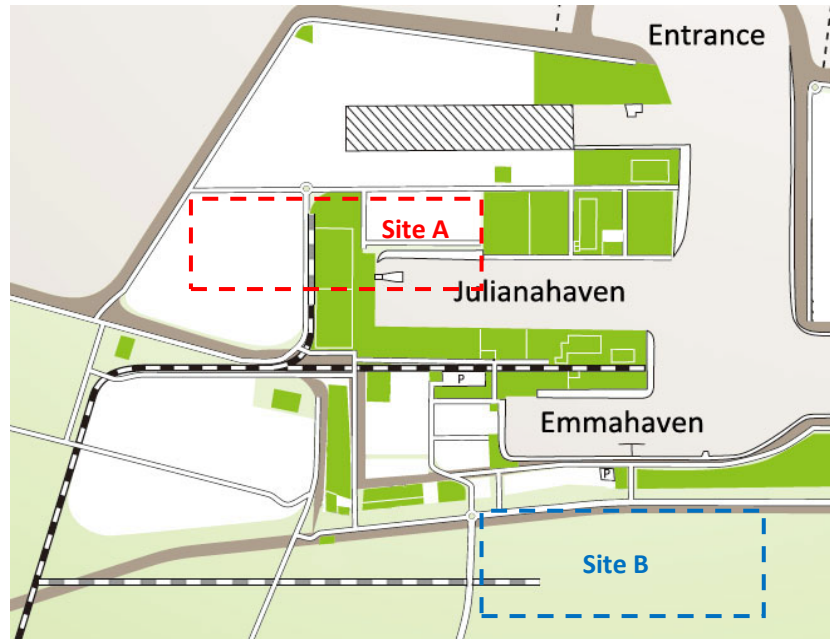 Entrance
Site A
Julianahaven
P
Emmahaven
P
Site B